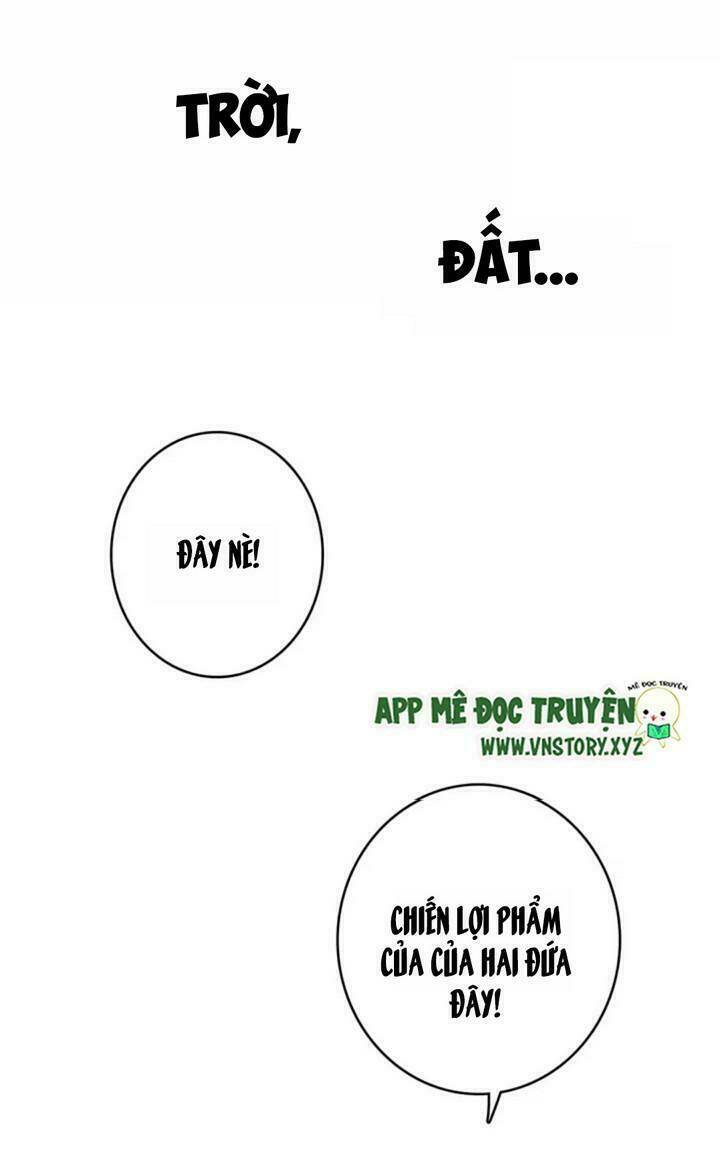 TRỜI,
ĐẤT...
ĐÂY NÈ!
MÊ ĐỌC TRUYỆN
APP MÊ ĐỌC TRUYỆN
WWW.VNSTORY.XYZ
CHIẾN LỢI PHẨM
CỦA CỦA HAI ĐỨA
ĐÂY!